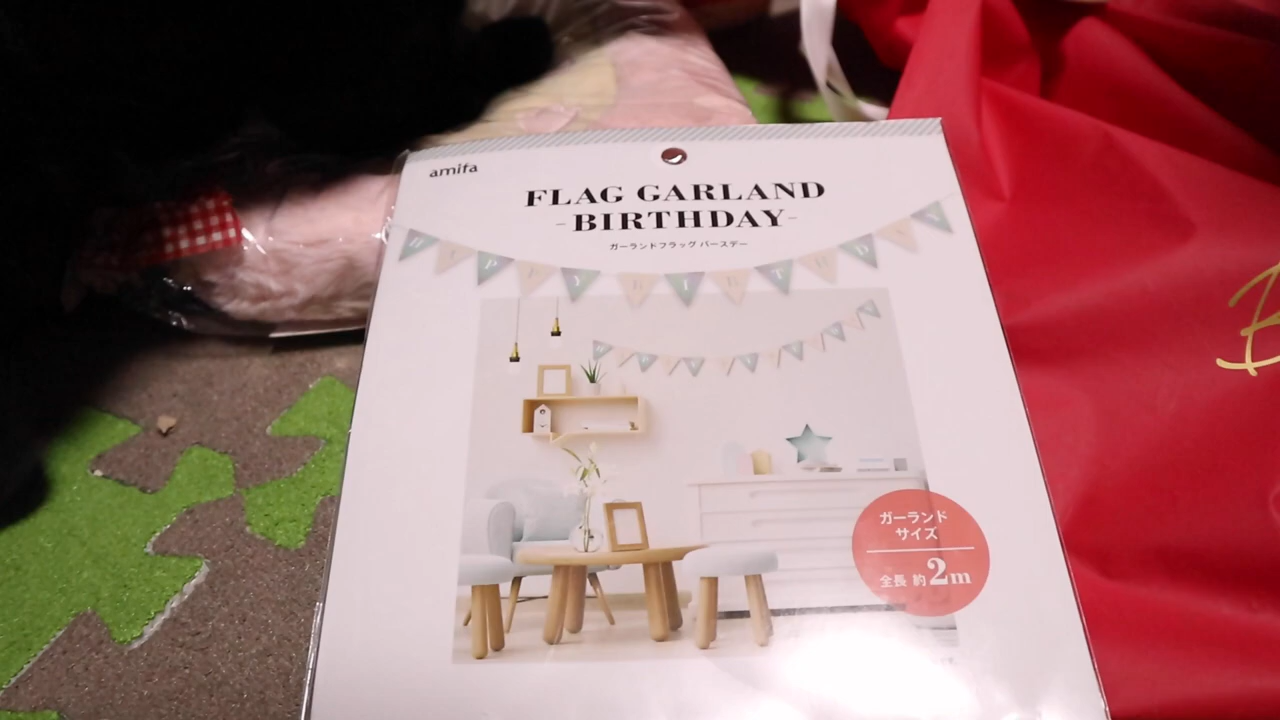 amifa
FLAG GARLAND
-BIRTHDAY-
ガーランドフラッグ バースデー
ガーランド
サイズ
全長 約2m
B